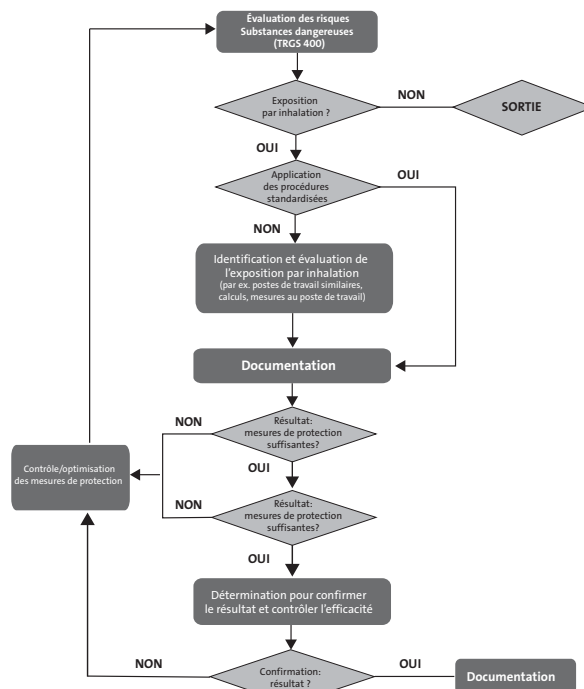 Évaluation des risques
Substances dangereuses
(TRGS 400)
Exposition
par inhalation ?
NON
SORTIE
OUI
Application
des procédures
standardisées
OUI
NON
Identification et évaluation de
l'exposition par inhalation
(par ex. postes de travail similaires,
calculs, mesures au poste de travail)
Documentation
NON
Résultat:
mesures de protection
suffisantes?
OUI
Contrôle/optimisation
des mesures de protection
NON
Résultat:
mesures de protection
suffisantes?
OUI
Détermination pour confirmer
le résultat et contrôler l'efficacité
NON
Confirmation:
résultat ?
OUI
Documentation